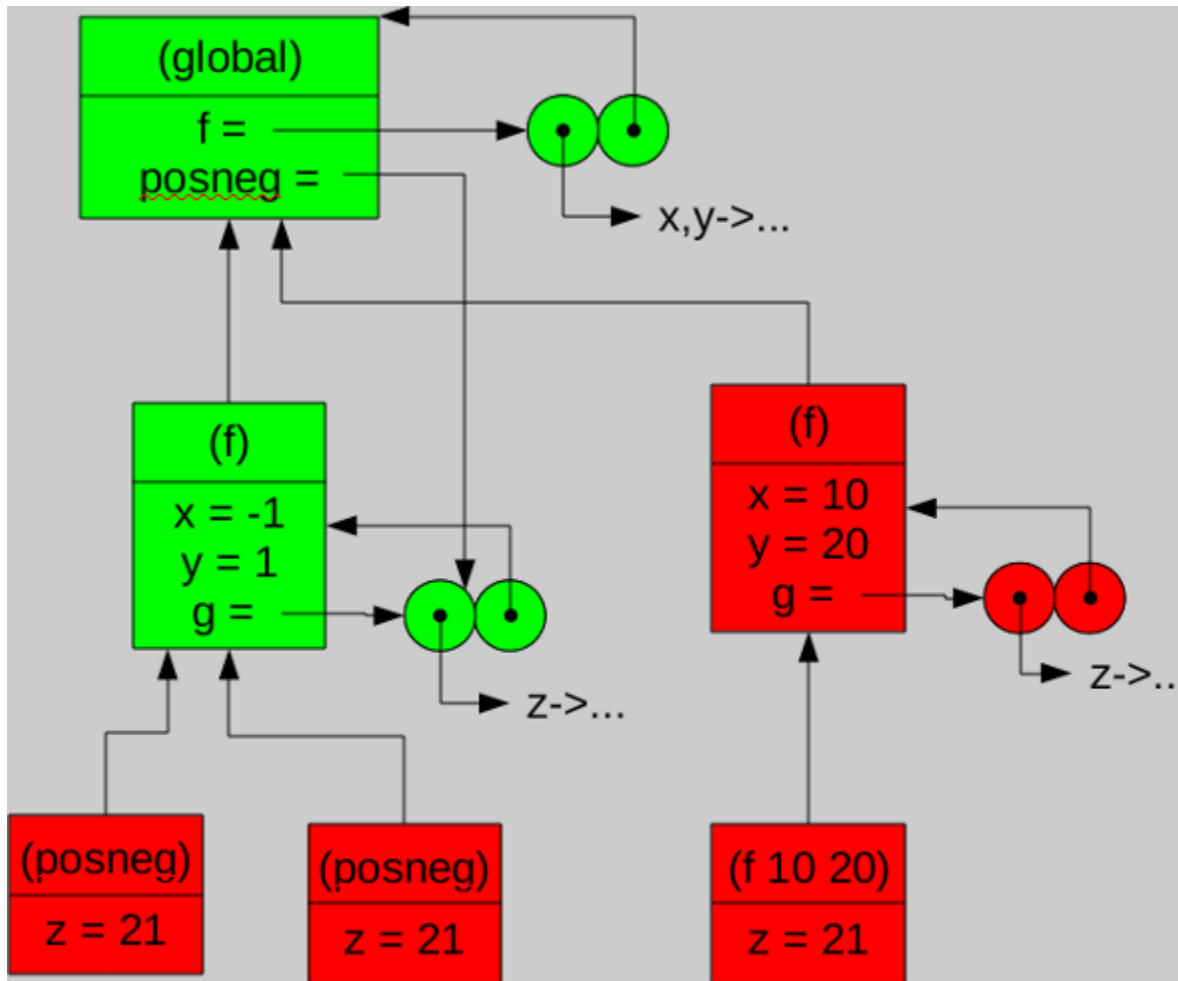 (global)
f =
posneg =
x,y->...
(f)
x = -1
y = 1
g =
z->...
(f)
x = 10
y = 20
g =
z->..
(posneg)
z = 21
(posneg)
z = 21
(f 10 20)
z = 21